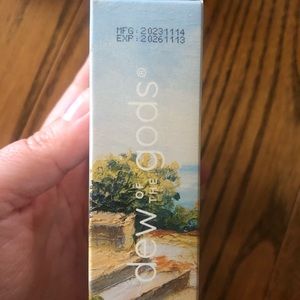 MFG : 20231114
EXP : 20261113
dew OF THE gods®